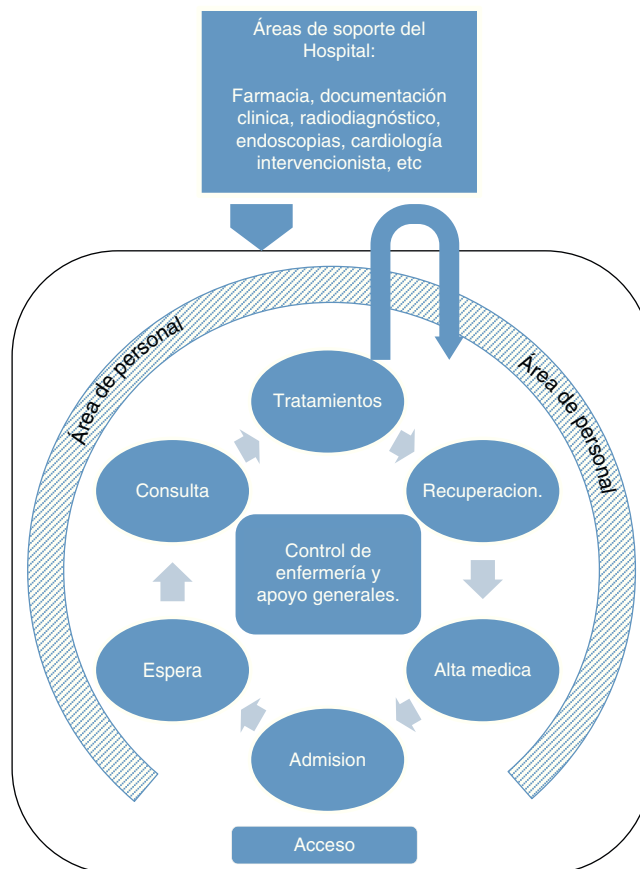 Áreas de soporte del
Hospital:
Farmacia, documentación
clinica, radiodiagnóstico,
endoscopias, cardiología
intervencionista, etc
Área de personal
Área de personal
Tratamientos
Consulta
Recuperacion.
Control de
enfermería y
apoyo generales.
Espera
Alta medica
Admision
Acceso